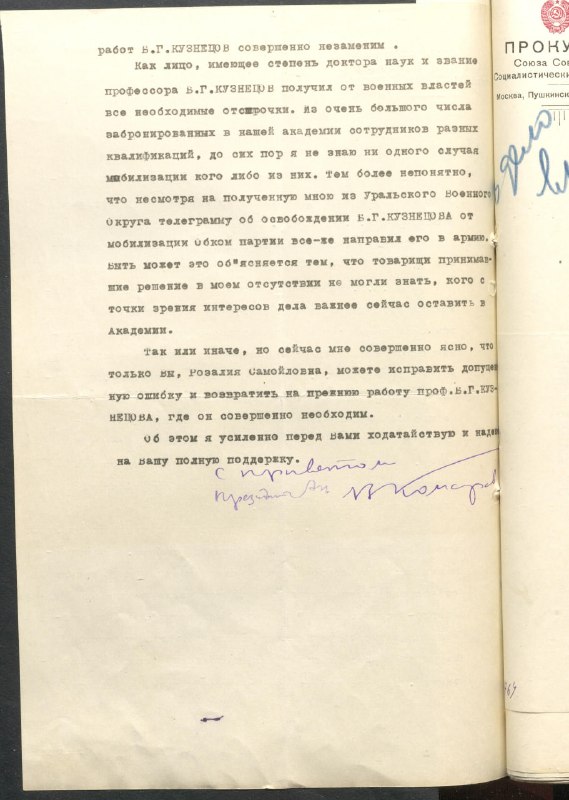 работ Б.Г.КУЗНЕЦОВ совершенно незаменим .
Как лицо, имеющее степень доктора наук и звание
профессора Б.Г.КУЗНЕЦОВ получил от военных властей
все необходимые отсрочки. Из очень большого числа
забронированных в нашей академии сотрудников разных
квалификаций, до сих пор я не знаю ни одного случая
мобилизации кого либо из них. Тем более непонятно,
что несмотря на полученную мною из Уральского Военного
Округа телеграмму об освобождении Б.Г.КУЗНЕЦОВА от
мобилизации Обком партии все-же направил его в армию.
Быть может это об"ясняется тем, что товарищи принимав-
шие решение в моем отсутствии не могли знать, кого с
точки зрения интересов дела важнее сейчас оставить в
Академии.
Так или иначе, но сейчас мне совершенно ясно, что
только Вы, Розалия Самойловна, можете исправить допущен
ную ошибку и возвратить на прежнюю работу проф.Б.Г.КУЗ-
НЕЦОВА, где он совершенно необходим.
Об этом я усиленно перед Вами ходатайствую и надею
на Вашу полную поддержку.
С приветом
Президент Ак В Комаров
ПРОКУ
Союза Сов
Социалистически
Москва, Пушкинск
дело